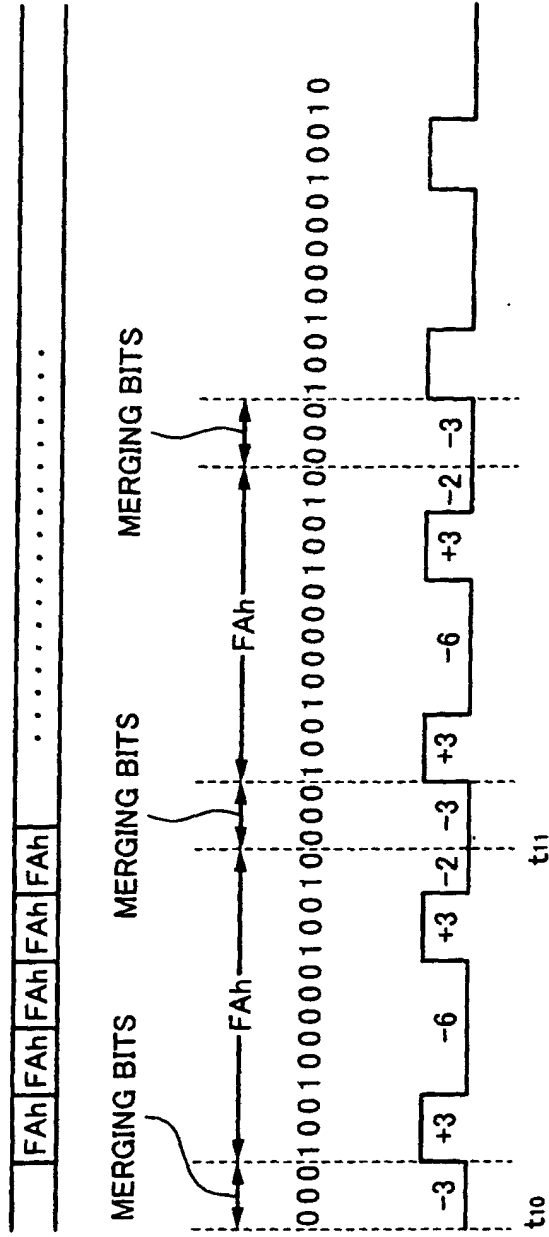 FAh FAh FAh FAh FAh ..........
MERGING BITS MERGING BITS MERGING BITS
FAh FAh
000100100000100100001001000001001000010010000010010
-3 +3 -6 +3 -2 -3 +3 -6 +3 -2 -3
t10 t11